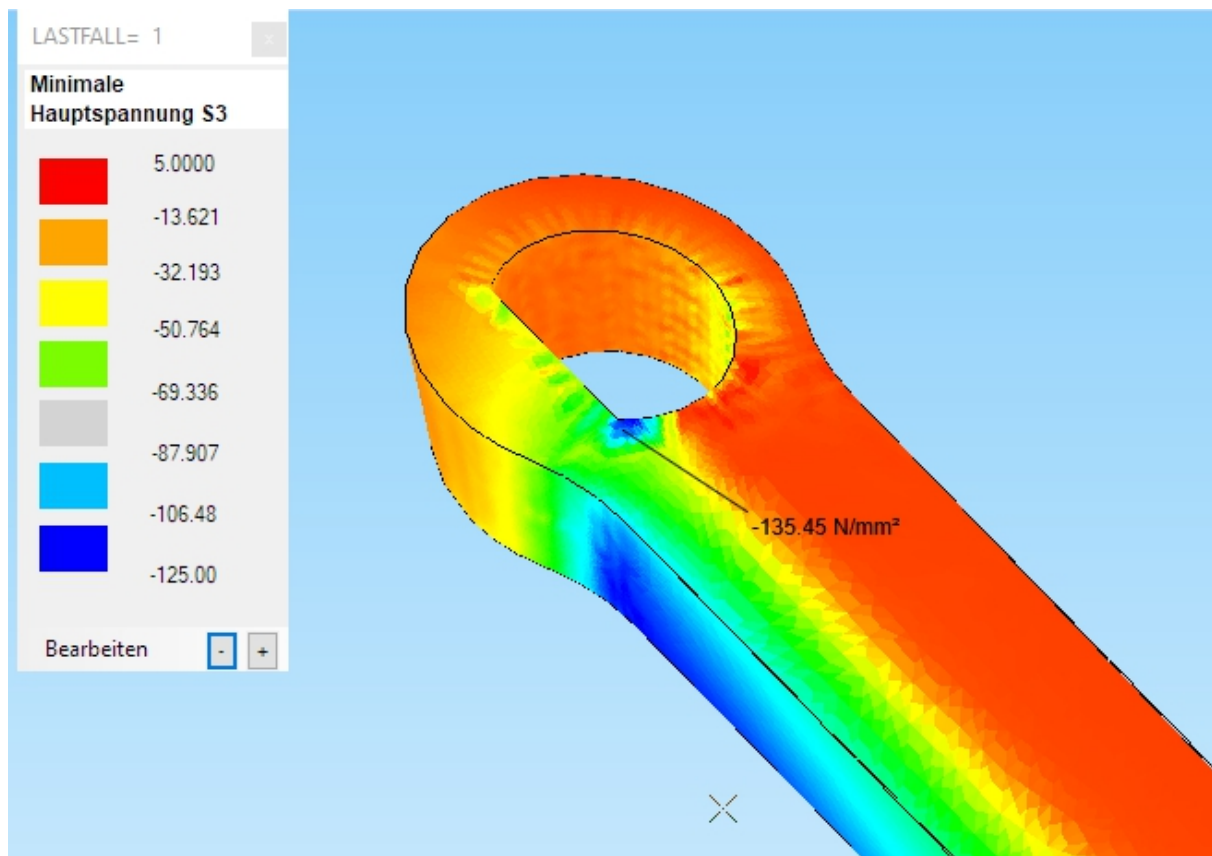 LASTFALL= 1
x
Minimale
Hauptspannung S3
5.0000
-13.621
-32.193
-50.764
-69.336
-87.907
-106.48
-125.00
Bearbeiten - +
-135.45 N/mm²